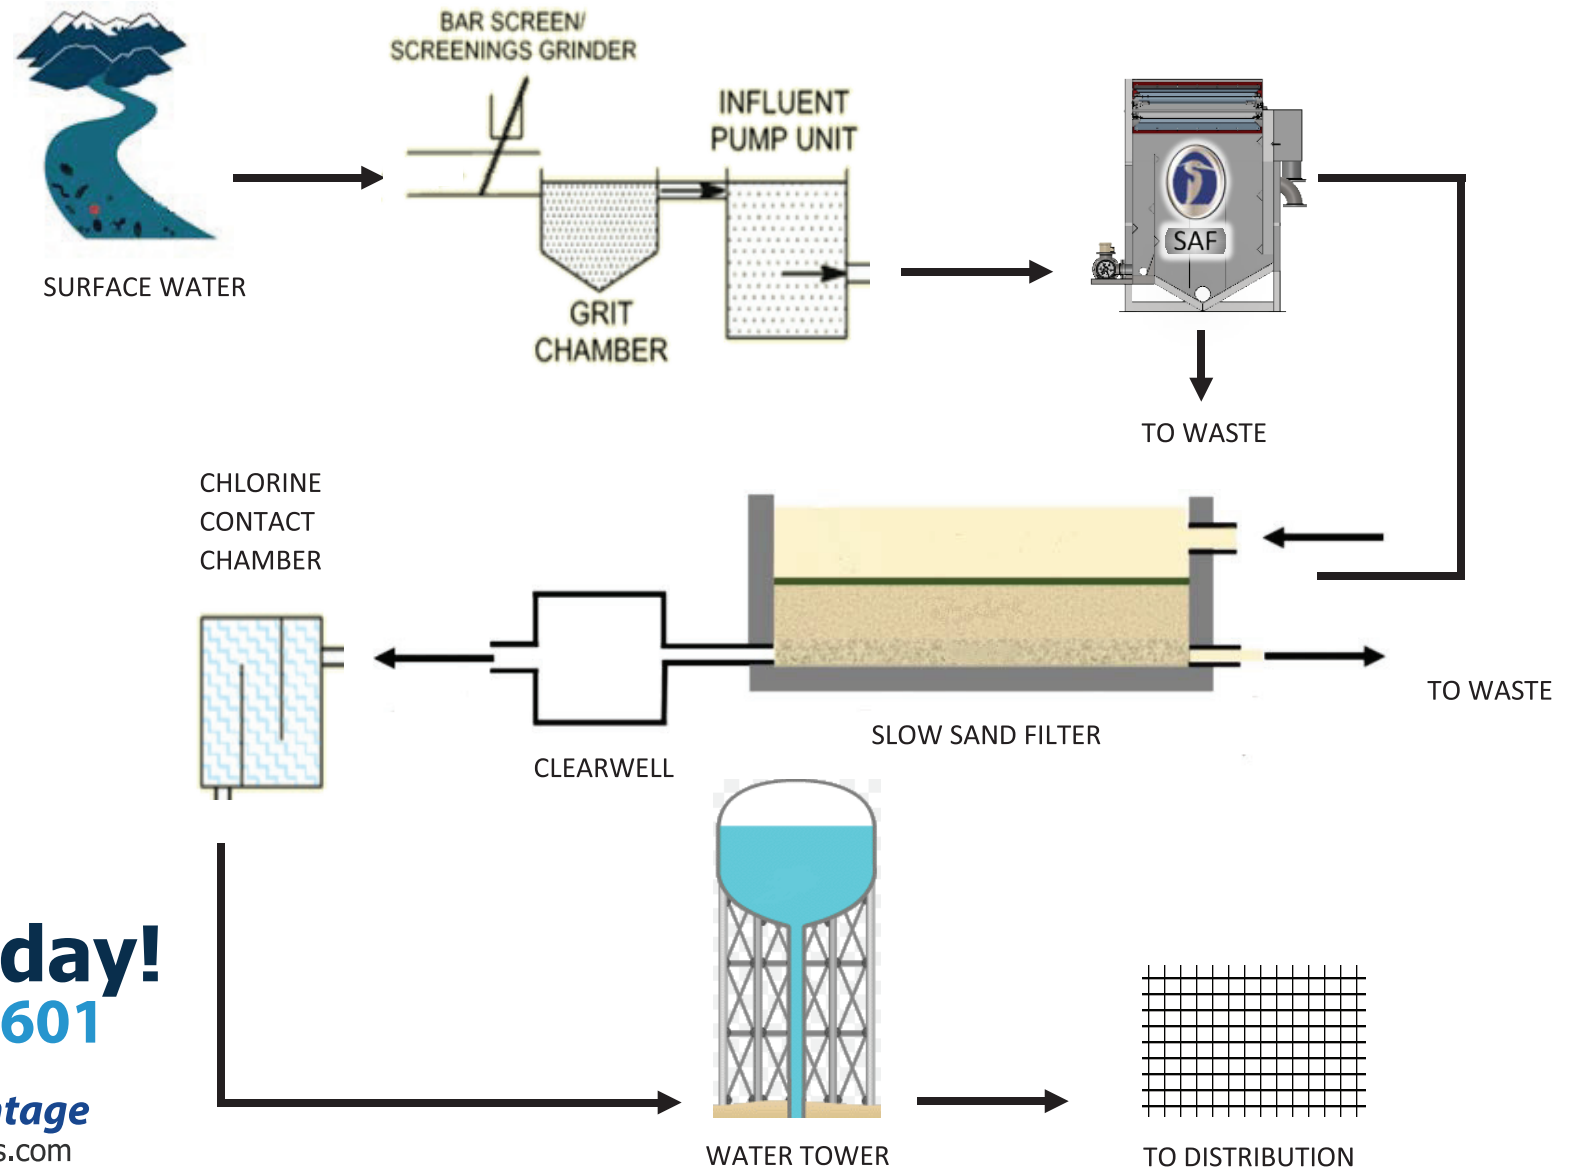 BAR SCREEN/
SCREENINGS GRINDER
INFLUENT
PUMP UNIT
SAF
SURFACE WATER
GRIT
CHAMBER
TO WASTE
CHLORINE
CONTACT
CHAMBER
TO WASTE
SLOW SAND FILTER
CLEARWELL
day!
601
ntage
s.com
WATER TOWER
TO DISTRIBUTION